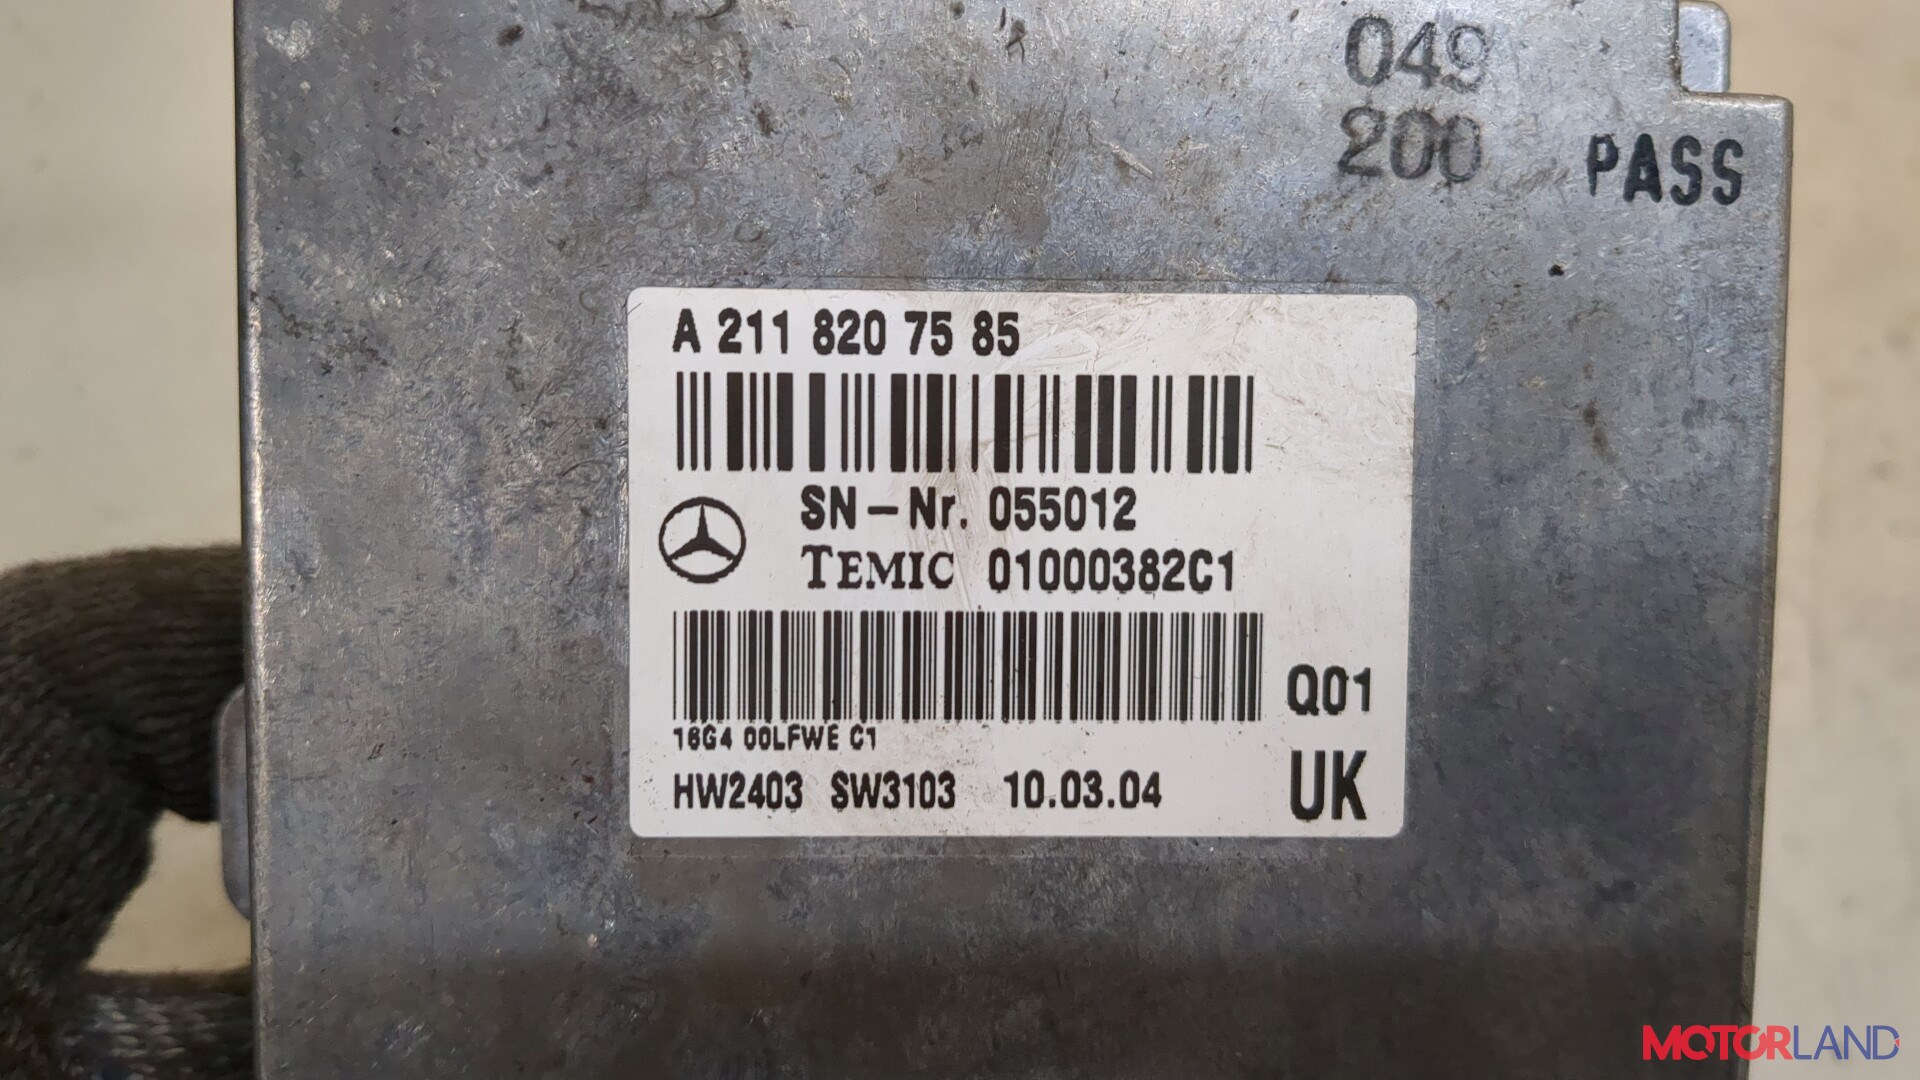 049
200
PASS
A 211 820 75 85
SN-Nr. 055012
TEMIC 01000382C1
Q01
16G4 00LFWE C1
HW2403 SW3103 10.03.04
UK
MOTORLAND